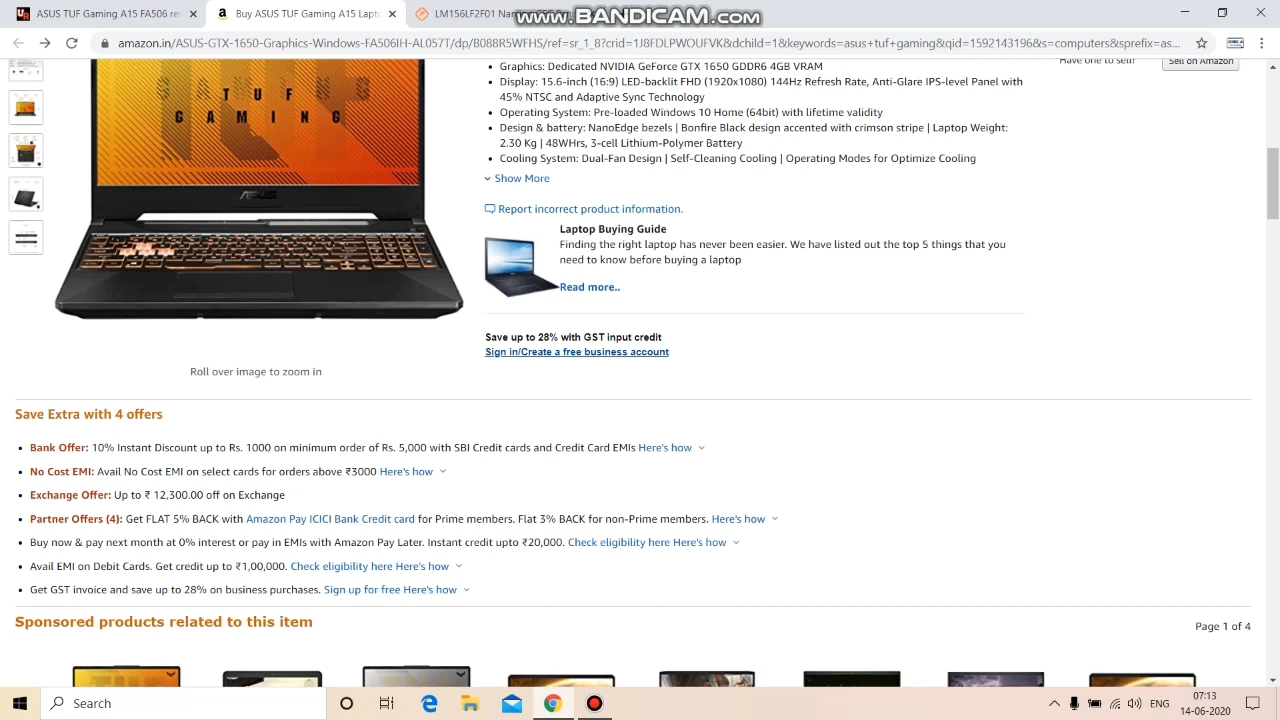 ASUS TUF Gaming A15 FA506 re
Buy ASUS TUF Gaming A15 Lapto
LM156LF2F01
www.BANDICAM.com
amazon.in/ASUS-GTX-1650-Graphics-Windows-FA506IH-AL057T/dp/B088R5VWHK/ref=sr_1_8?crid=1J8FDLPWOUFVK&dchild=1&keywords=asus+tuf+gaming&qid=1592143196&s=computers&sprefix=...
Have one to sell?
Sell on Amazon
TUF
GAMING
ASUS
• Graphics: Dedicated NVIDIA GeForce GTX 1650 GDDR6 4GB VRAM
• Display: 15.6-inch (16:9) LED-backlit FHD (1920x1080) 144Hz Refresh Rate, Anti-Glare IPS-level Panel with
45% NTSC and Adaptive Sync Technology
• Operating System: Pre-loaded Windows 10 Home (64bit) with lifetime validity
• Design & battery: NanoEdge bezels | Bonfire Black design accented with crimson stripe | Laptop Weight:
2.30 Kg | 48WHrs, 3-cell Lithium-Polymer Battery
• Cooling System: Dual-Fan Design | Self-Cleaning Cooling | Operating Modes for Optimize Cooling
Show More
Report incorrect product information.
Laptop Buying Guide
Finding the right laptop has never been easier. We have listed out the top 5 things that you
need to know before buying a laptop
Read more..
Save up to 28% with GST input credit
Sign in/Create a free business account
Roll over image to zoom in
Save Extra with 4 offers
• Bank Offer: 10% Instant Discount up to Rs. 1000 on minimum order of Rs. 5,000 with SBI Credit cards and Credit Card EMIs Here's how
• No Cost EMI: Avail No Cost EMI on select cards for orders above ₹3000 Here's how
• Exchange Offer: Up to ₹ 12,300.00 off on Exchange
• Partner Offers (4): Get FLAT 5% BACK with Amazon Pay ICICI Bank Credit card for Prime members. Flat 3% BACK for non-Prime members. Here's how
• Buy now & pay next month at 0% interest or pay in EMIs with Amazon Pay Later. Instant credit upto ₹20,000. Check eligibility here Here's how
• Avail EMI on Debit Cards. Get credit up to ₹1,00,000. Check eligibility here Here's how
• Get GST invoice and save up to 28% on business purchases. Sign up for free Here's how
Sponsored products related to this item
Page 1 of 4
Search
ENG
07:13
14-06-2020